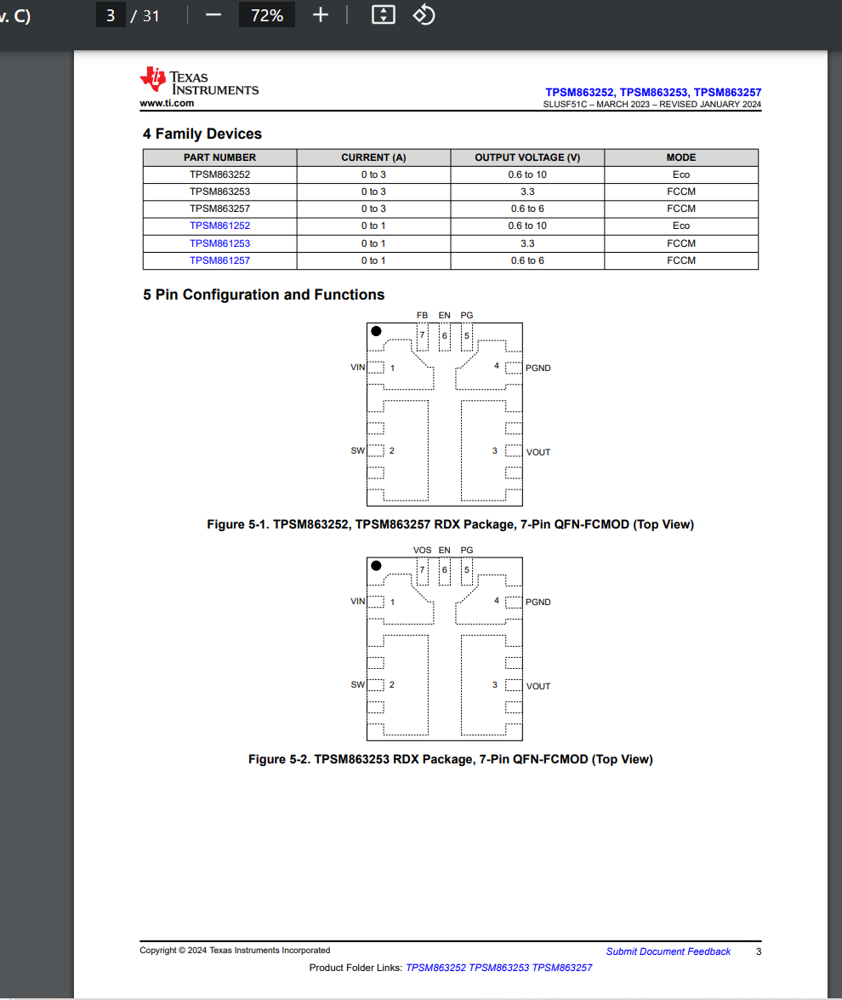 v. C)
3 / 31
72%
TEXAS
INSTRUMENTS
www.ti.com
TPSM863252, TPSM863253, TPSM863257
SLUSF51C – MARCH 2023 – REVISED JANUARY 2024
4 Family Devices
PART NUMBER CURRENT (A) OUTPUT VOLTAGE (V) MODE
TPSM863252 0 to 3 0.6 to 10 Eco
TPSM863253 0 to 3 3.3 FCCM
TPSM863257 0 to 3 0.6 to 6 FCCM
TPSM861252 0 to 1 0.6 to 10 Eco
TPSM861253 0 to 1 3.3 FCCM
TPSM861257 0 to 1 0.6 to 6 FCCM
5 Pin Configuration and Functions
FB EN PG
7 6 5
VIN 1 4 PGND
SW 2 3 VOUT
Figure 5-1. TPSM863252, TPSM863257 RDX Package, 7-Pin QFN-FCMOD (Top View)
VOS EN PG
7 6 5
VIN 1 4 PGND
SW 2 3 VOUT
Figure 5-2. TPSM863253 RDX Package, 7-Pin QFN-FCMOD (Top View)
Copyright © 2024 Texas Instruments Incorporated
Submit Document Feedback 3
Product Folder Links: TPSM863252 TPSM863253 TPSM863257